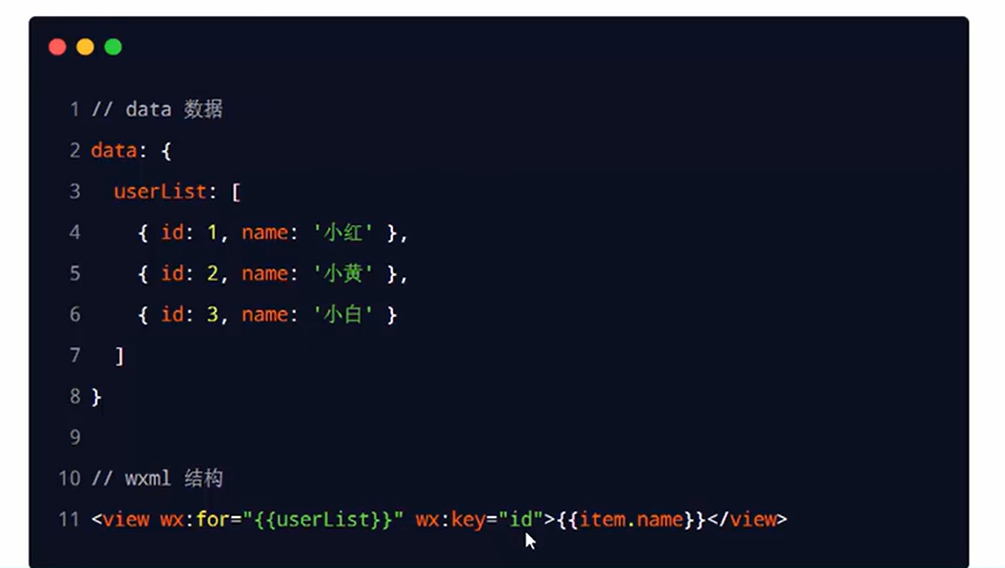 1 // data 数据
2 data: {
3   userList: [
4     { id: 1, name: '小红' },
5     { id: 2, name: '小黄' },
6     { id: 3, name: '小白' }
7   ]
8 }
9
10 // wxml 结构
11 <view wx:for="{{userList}}" wx:key="id">{{item.name}}</view>